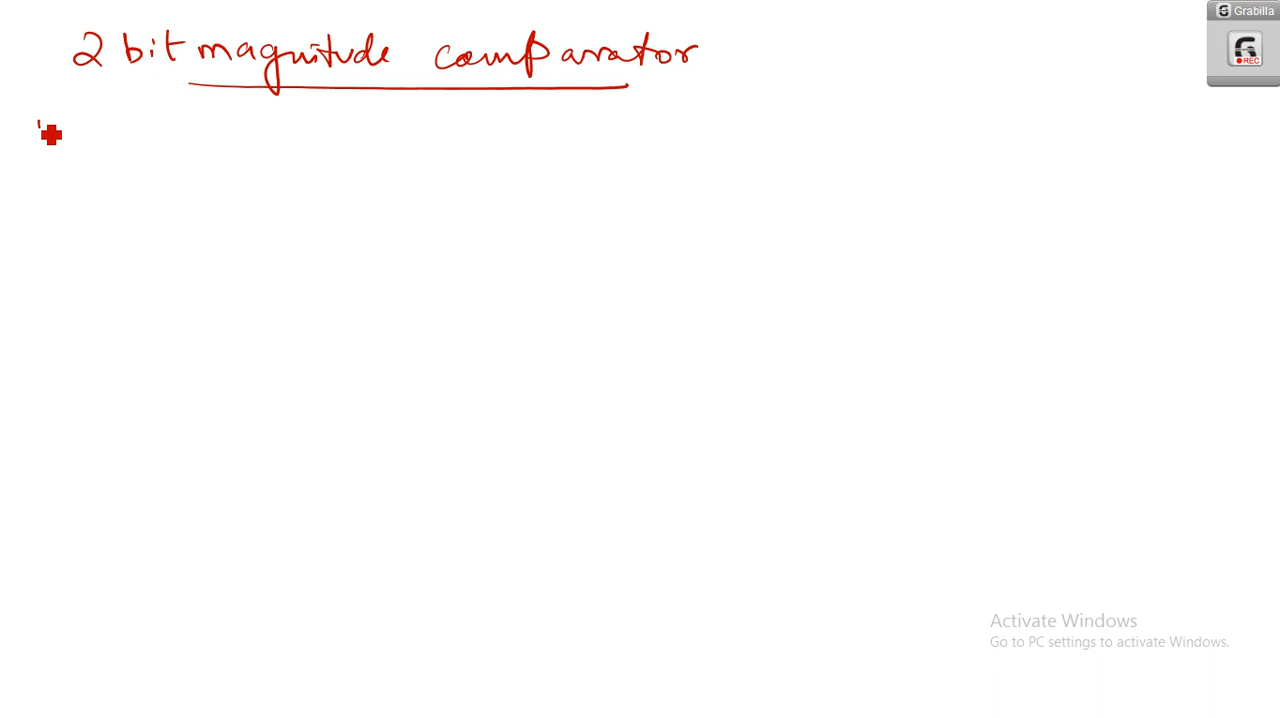 2 bit magnitude comparator
Grabilla
REC
Activate Windows
Go to PC settings to activate Windows.